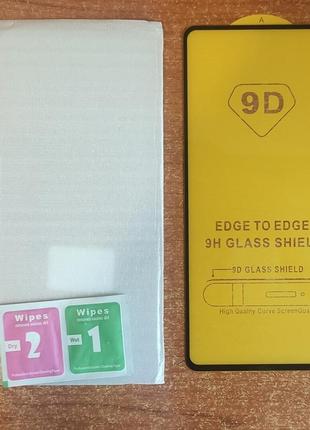 A
9D
EDGE TO EDGE
9H GLASS SHIEL
9D GLASS SHIELD
High Quality Curve ScreenGua
Wipes
Dry
2
Wipes
Wet
1